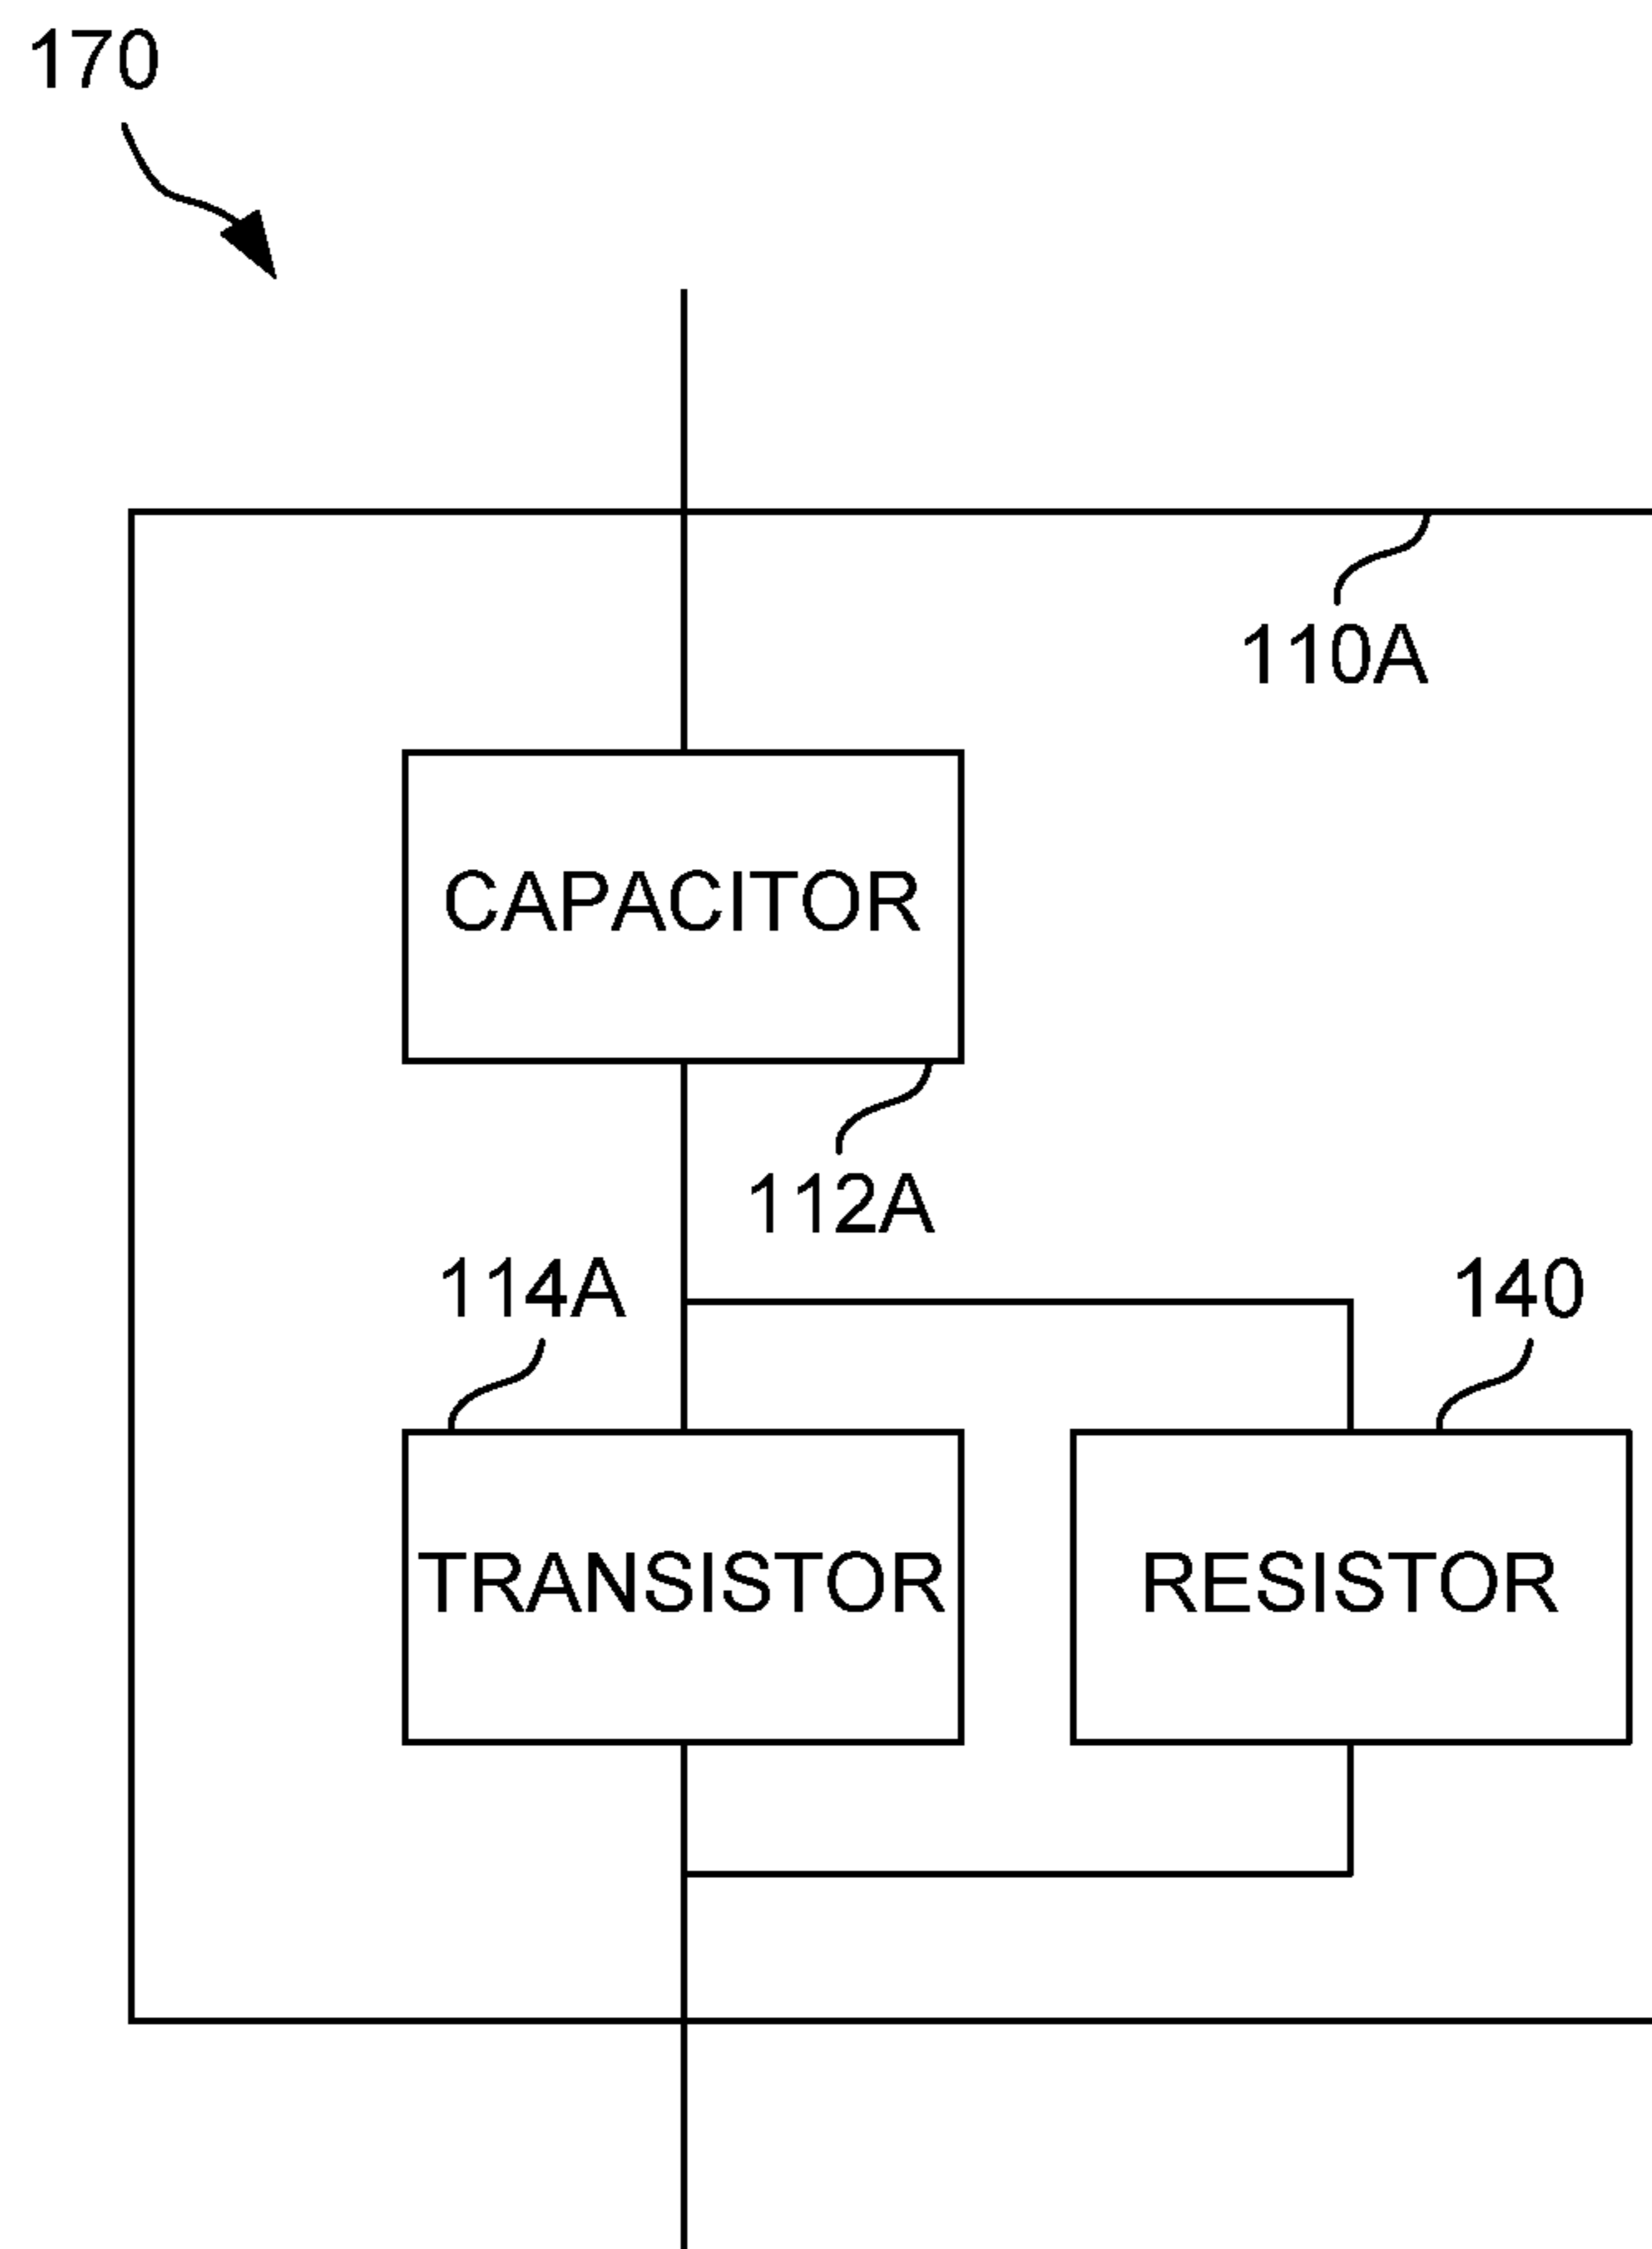 170
110A
CAPACITOR
112A
114A
140
TRANSISTOR
RESISTOR